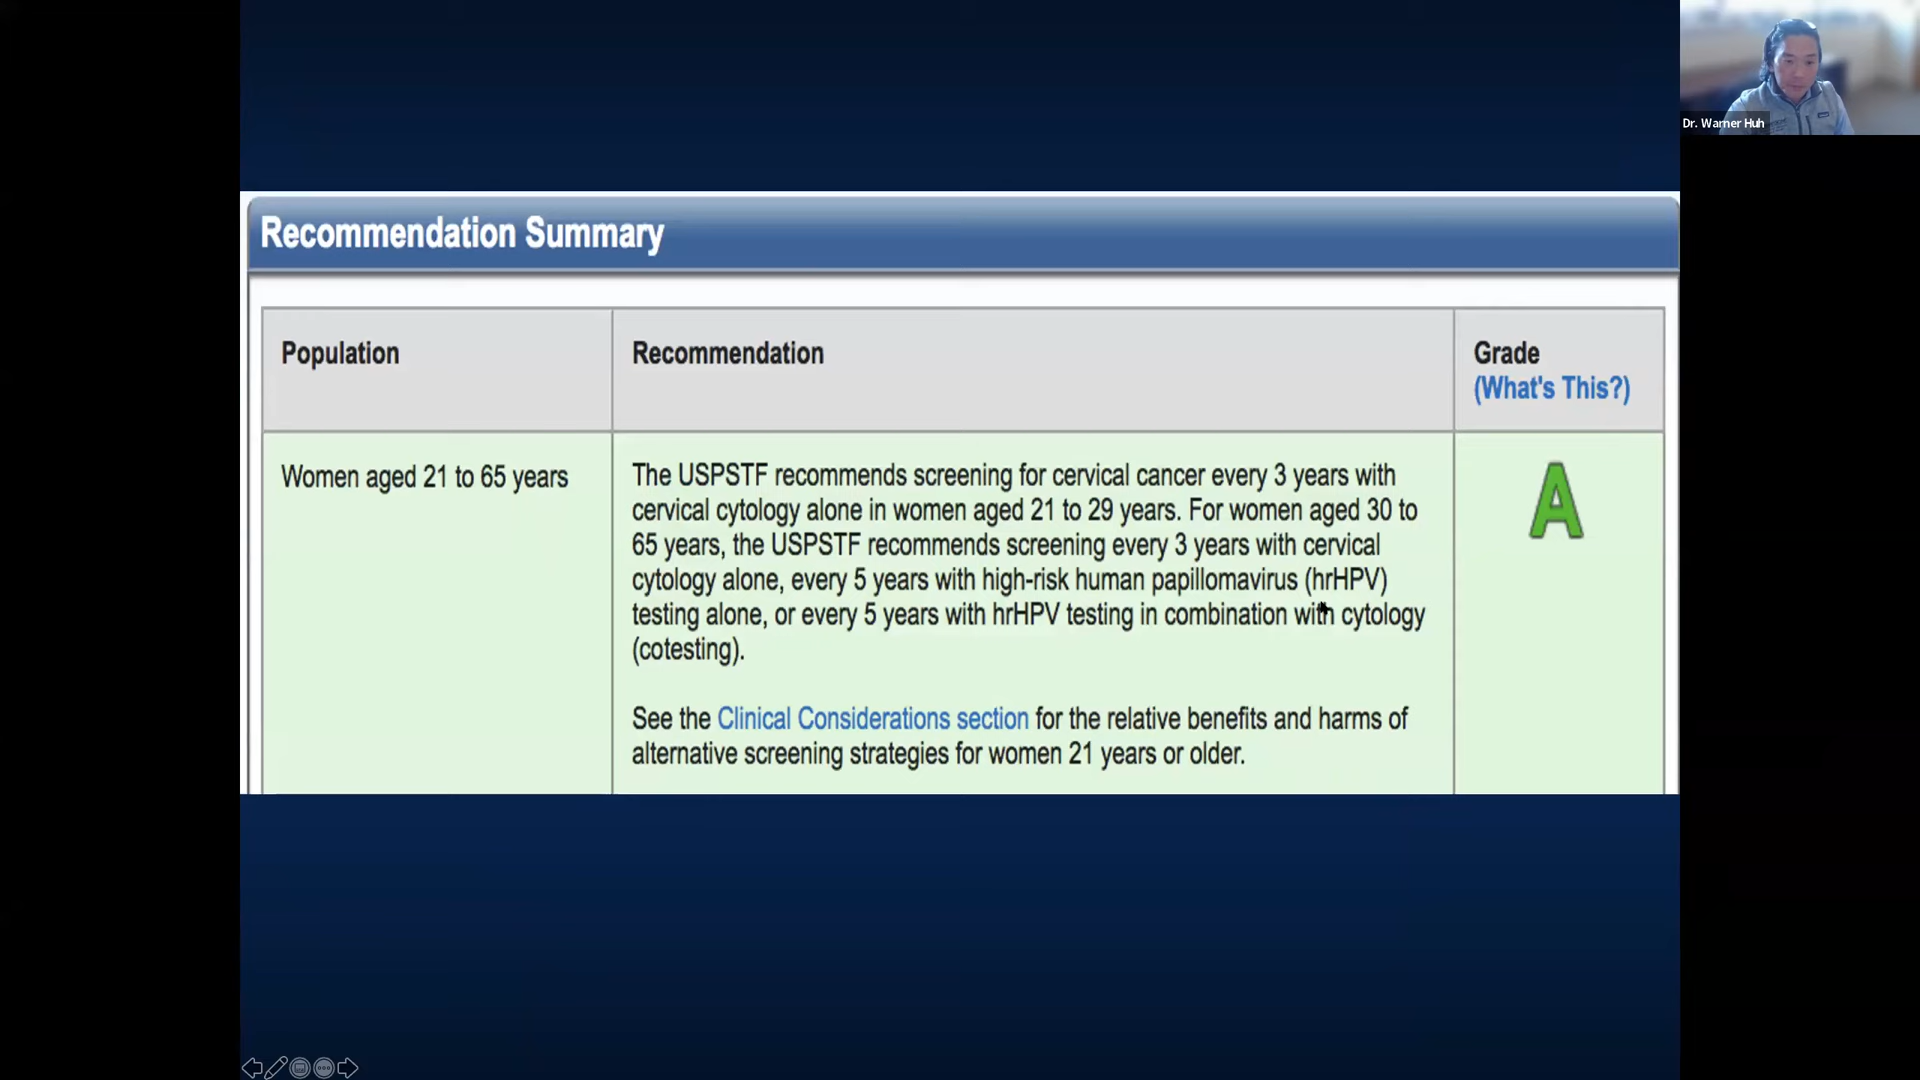 Dr. Warner Huh
Recommendation Summary
Population
Recommendation
Grade
(What's This?)
Women aged 21 to 65 years
The USPSTF recommends screening for cervical cancer every 3 years with
cervical cytology alone in women aged 21 to 29 years. For women aged 30 to
65 years, the USPSTF recommends screening every 3 years with cervical
cytology alone, every 5 years with high-risk human papillomavirus (hrHPV)
testing alone, or every 5 years with hrHPV testing in combination with cytology
(cotesting).
See the Clinical Considerations section for the relative benefits and harms of
alternative screening strategies for women 21 years or older.
A